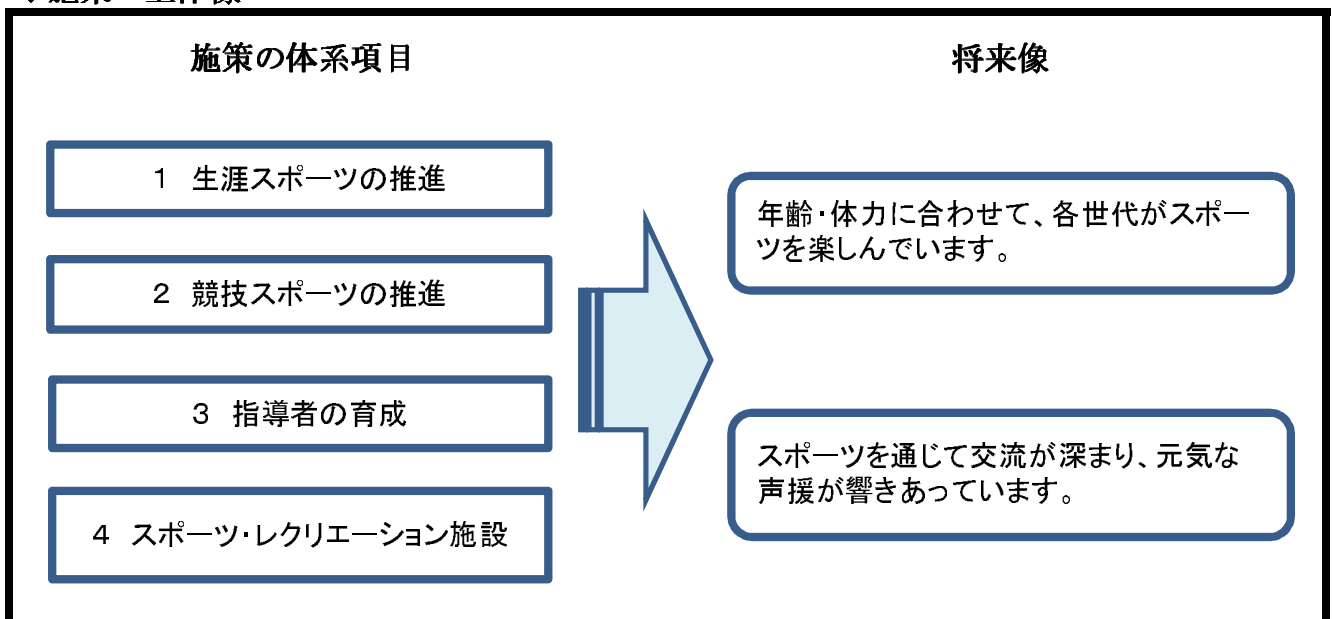 施策の体系項目
1 生涯スポーツの推進
2 競技スポーツの推進
3 指導者の育成
4 スポーツ・レクリエーション施設
将来像
年齢・体力に合わせて、各世代がスポー
ツを楽しんでいます。
スポーツを通じて交流が深まり、元気な
声援が響きあっています。